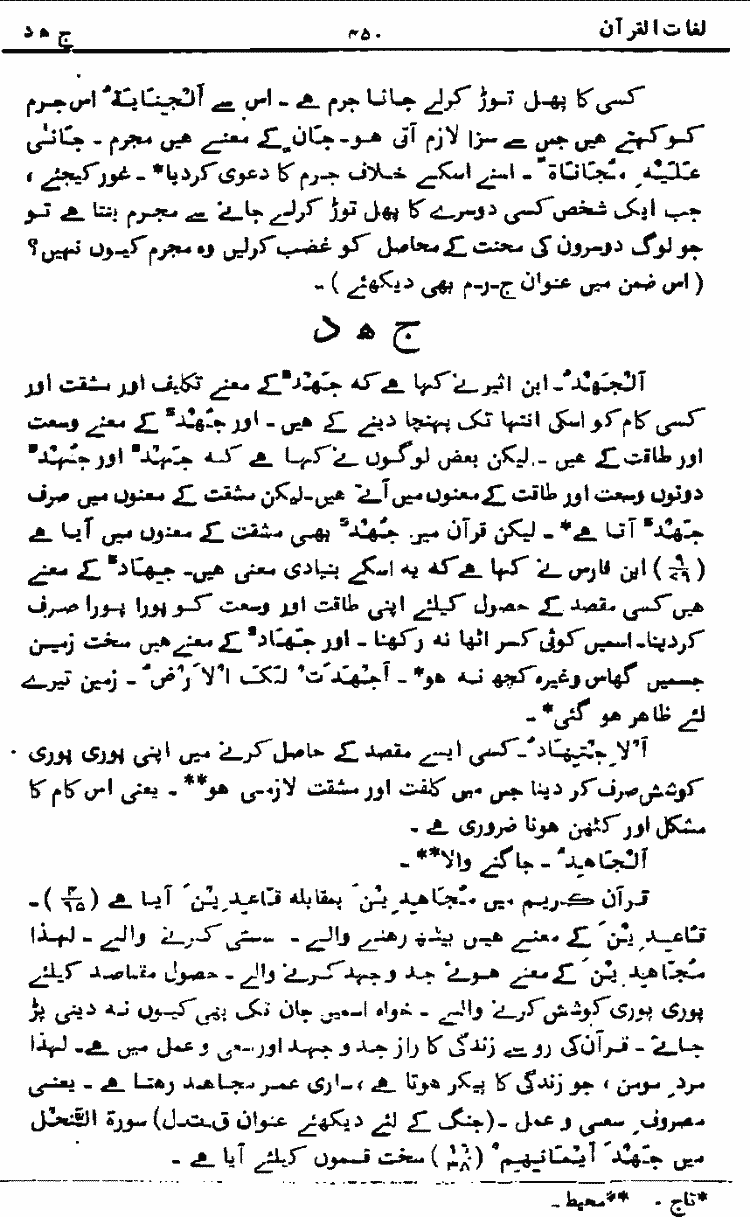 لغات القرآن ۴۵۰ ج ھ د
کسی کا پھل توڑ کرلے جانا جرم ہے ۔ اس سے اَلْجِنَایَۃُ اس جرم
کو کہتے ہیں جس سے سزا لازم آتی ہو۔ جَانٍ کے معنے ہیں مجرم ۔ جَانٰی
عَلَیْہِ مُجَانَاۃً ۔ اسنے اسکے خلاف جرم کا دعوی کردیا* ۔ غور کیجئے ،
جب ایک شخص کسی دوسرے کا پھل توڑ کرلے جانے سے مجرم بنتا ہے تو
جو لوگ دوسروں کی محنت کے محاصل کو غضب کرلیں وہ مجرم کیوں نہیں؟
( اس ضمن میں عنوان ج-ر-م بھی دیکھئے ) ۔
ج ھ د
اَلْجَہْدُ ۔ ابن اثیر نے کہا ہے کہ جَہْدٌ کے معنے تکلیف اور مشقت اور
کسی کام کو اسکی انتہا تک پہنچا دینے کے ہیں ۔ اور جُہْدٌ کے معنے وسعت
اور طاقت کے ہیں ۔ لیکن بعض لوگوں نے کہا ہے کہ جَہْدٌ اور جُہْدٌ
دونوں وسعت اور طاقت کے معنوں میں آتے ہیں۔لیکن مشقت کے معنوں میں صرف
جَہْدٌ آتا ہے* ۔ لیکن قرآن میں جُہْدٌ بھی مشقت کے معنوں میں آیا ہے
(۹/۷۹) ابن فارس نے کہا ہے کہ یہ اسکے بنیادی معنی ہیں۔ جِہَادٌ کے معنے
ہیں کسی مقصد کے حصول کیلئے اپنی طاقت اور وسعت کو پورا پورا صرف
کردینا۔ اسمیں کوئی کسر اٹھا نہ رکھنا ۔ اور جَہَادٌ کے معنے ہیں سخت زمین
جسمیں گھاس وغیرہ کچھ نہ ہو* ۔ اَجْہَدَتْ لَکَ الْاَرْضُ ۔ زمین تیرے
لئے ظاہر ہو گئی* ۔
اَلْاِجْتِہَادُ ۔ کسی ایسے مقصد کے حاصل کرنے میں اپنی پوری پوری
کوشش صرف کر دینا جس میں کلفت اور مشقت لازمی ہو** ۔ یعنی اس کام کا
مشکل اور کٹھن ہونا ضروری ہے ۔
اَلْجَاہِدُ ۔ جاگنے والا** ۔
قرآن کریم میں مُجَاہِدِیْنَ بمقابلہ قَاعِدِیْنَ آیا ہے (۴/۹۵) ۔
قَاعِدِیْنَ کے معنے ہیں بیٹھ رہنے والے ۔ سستی کرنے والے ۔ لہذا
مُجَاہِدِیْنَ کے معنے ہوئے جد و جہد کرنے والے ۔ حصول مقاصد کیلئے
پوری پوری کوشش کرنے والے ۔ خواہ اسمیں جان تک بھی کیوں نہ دینی پڑ
جائے ۔ قرآن کی رو سے زندگی کا راز جد و جہد اور سعی و عمل میں ہے۔ لہذا
مردِ مومن ، جو زندگی کا پیکر ہوتا ہے ، ساری عمر مجاہد رہتا ہے ۔ یعنی
مصروفِ سعی و عمل ۔ (جنگ کے لئے دیکھئے عنوان ق-ت-ل) سورۃ النَّحْل
میں جَہْدَ اَیْمَانِہِمْ (۱۶/۳۸) سخت قسموں کیلئے آیا ہے ۔
*تاج ۔ **محیط ۔